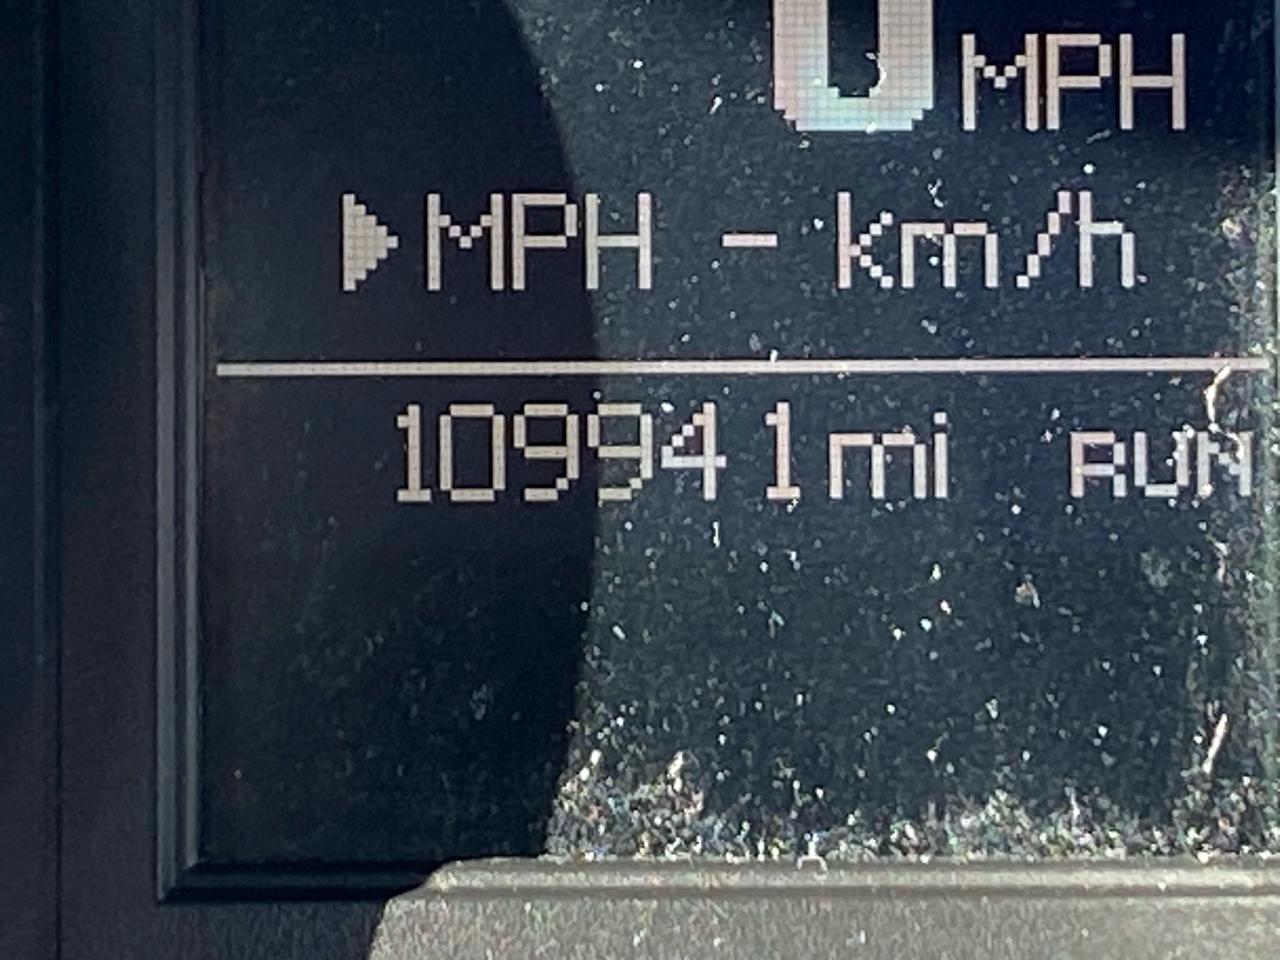 0 MPH
▶MPH - km/h
109941mi RUN